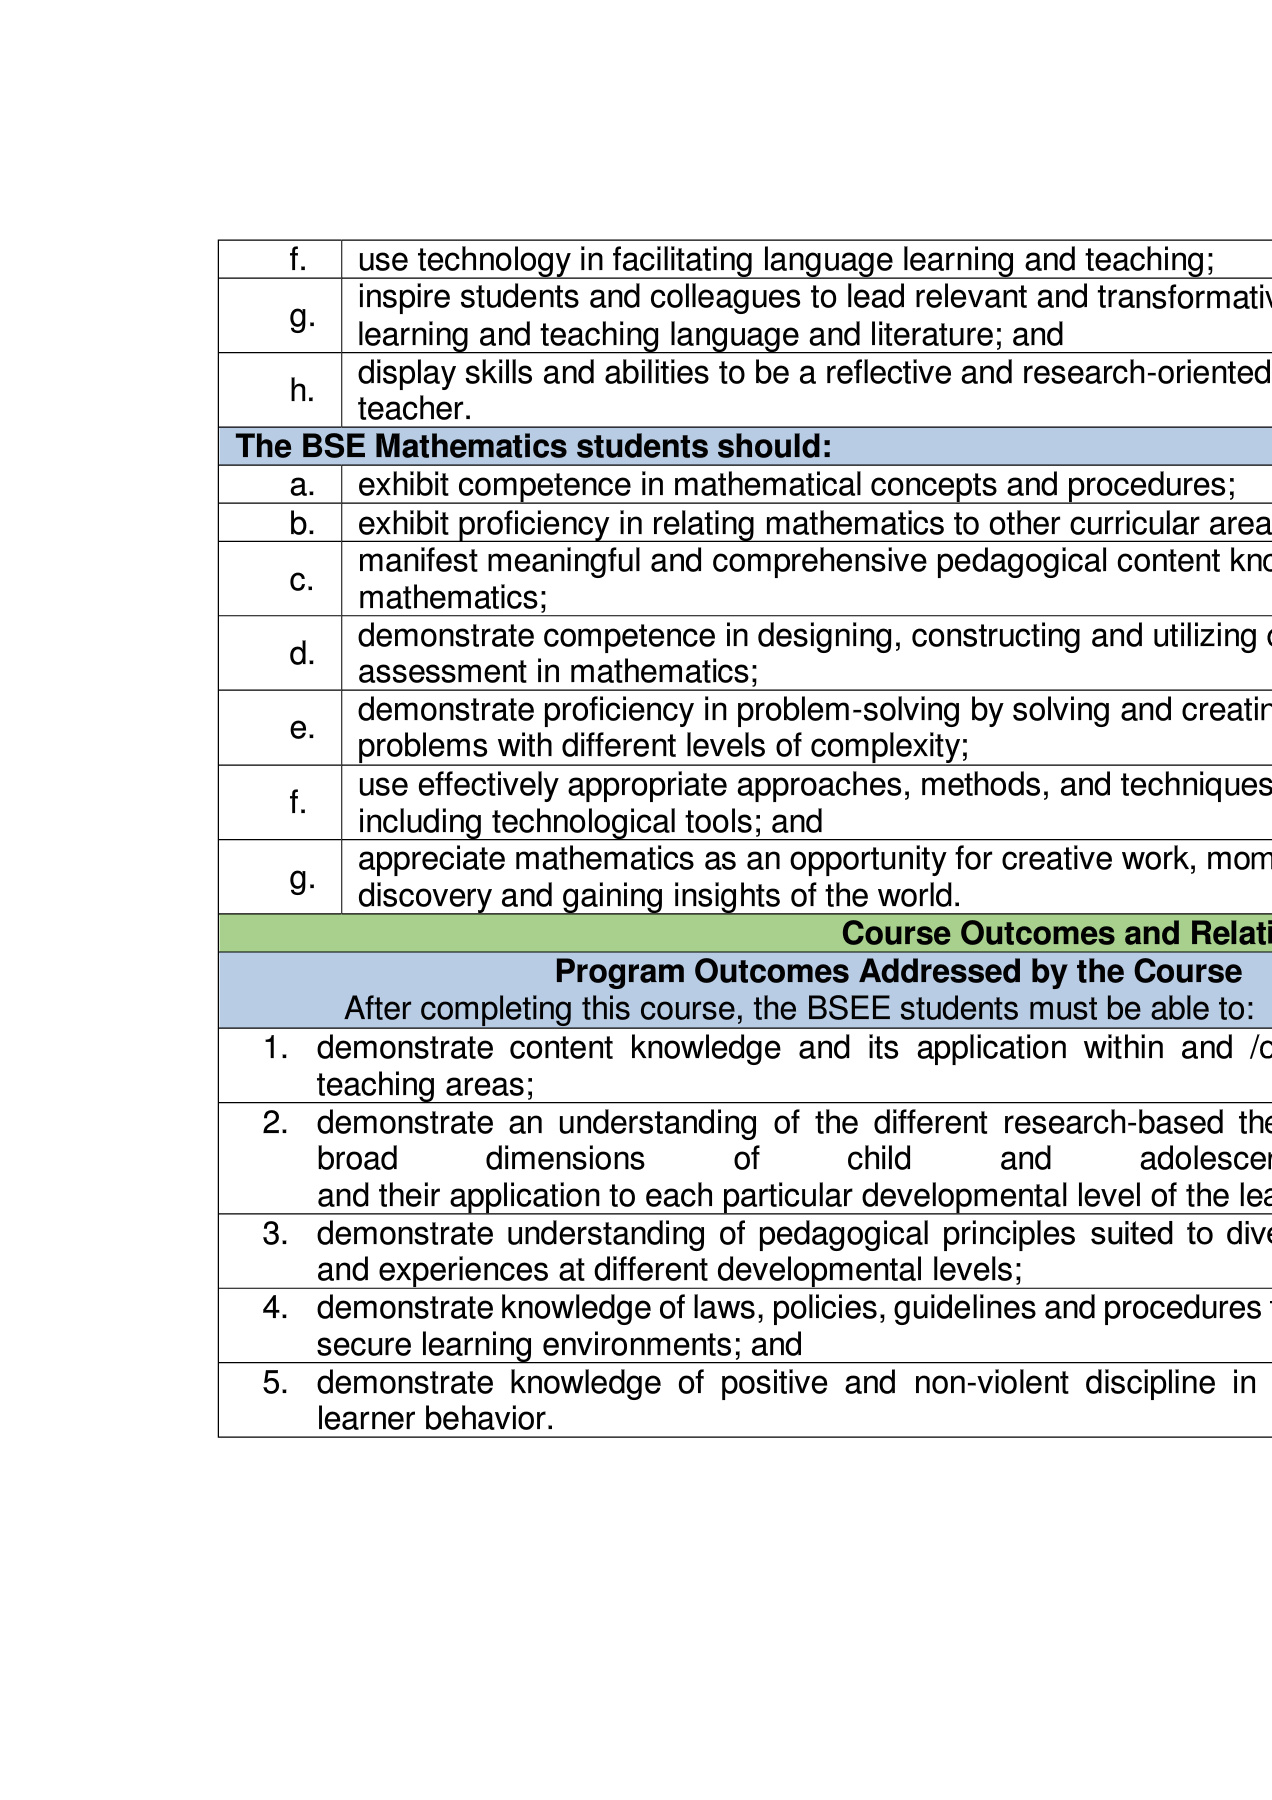 f. use technology in facilitating language learning and teaching;
g. inspire students and colleagues to lead relevant and
learning and teaching language and literature; and
h. display skills and abilities to be a reflective and research-oriented
teacher.
The BSE Mathematics students should:
a. exhibit competence in mathematical concepts and procedures;
b. exhibit proficiency in relating mathematics to other curricular
c. manifest meaningful and comprehensive pedagogical content
mathematics;
d. demonstrate competence in designing, constructing and utilizing
assessment in mathematics;
e. demonstrate proficiency in problem-solving by solving and
problems with different levels of complexity;
f. use effectively appropriate approaches, methods, and techniques
including technological tools; and
g. appreciate mathematics as an opportunity for creative work,
discovery and gaining insights of the world.
Course Outcomes and
Program Outcomes Addressed by the Course
After completing this course, the BSEE students must be able to:
1. demonstrate content knowledge and its application within and
teaching areas;
2. demonstrate an understanding of the different research-based
broad dimensions of child and
and their application to each particular developmental level of the
3. demonstrate understanding of pedagogical principles suited to
and experiences at different developmental levels;
4. demonstrate knowledge of laws, policies, guidelines and procedures
secure learning environments; and
5. demonstrate knowledge of positive and non-violent discipline in
learner behavior.